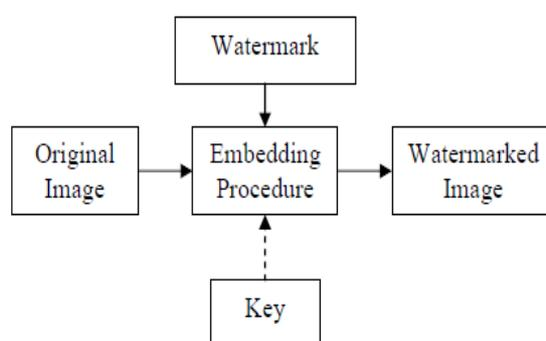 Watermark
Original
Image
Embedding
Procedure
Watermarked
Image
Key